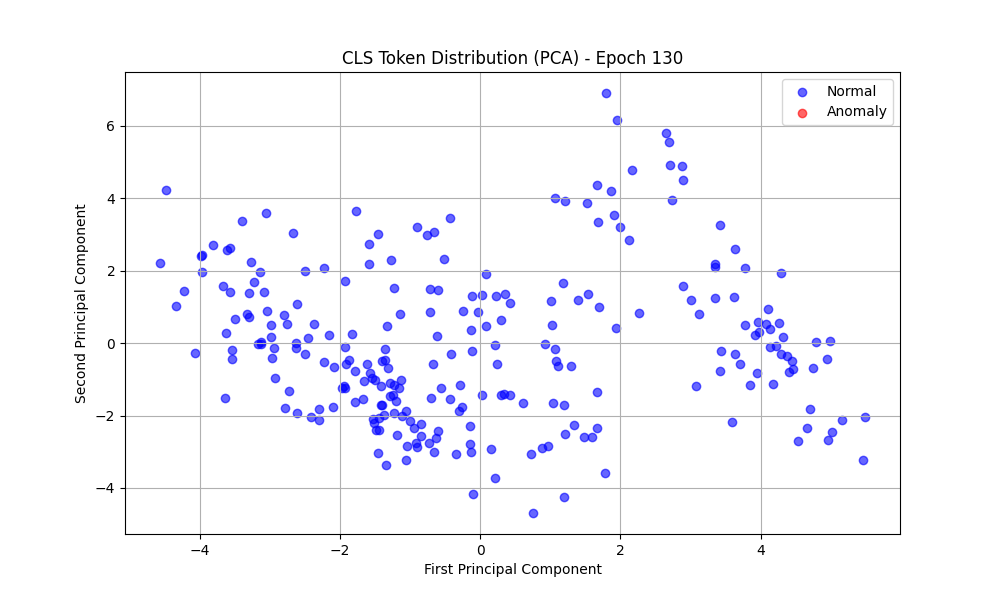 CLS Token Distribution (PCA) - Epoch 130
Normal
Anomaly
6
4
2
0
−2
−4
Second Principal Component
−4
−2
0
2
4
First Principal Component